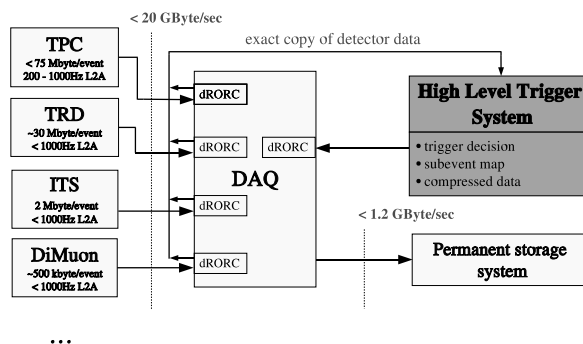 < 20 GByte/sec
exact copy of detector data
TPC
< 75 Mbyte/event
200 - 1000Hz L2A
TRD
~30 Mbyte/event
< 1000Hz L2A
ITS
2 Mbyte/event
< 1000Hz L2A
DiMuon
~500 kbyte/event
< 1000Hz L2A
...
dRORC
dRORC
dRORC
DAQ
dRORC
dRORC
High Level Trigger
System
• trigger decision
• subevent map
• compressed data
< 1.2 GByte/sec
Permanent storage
system